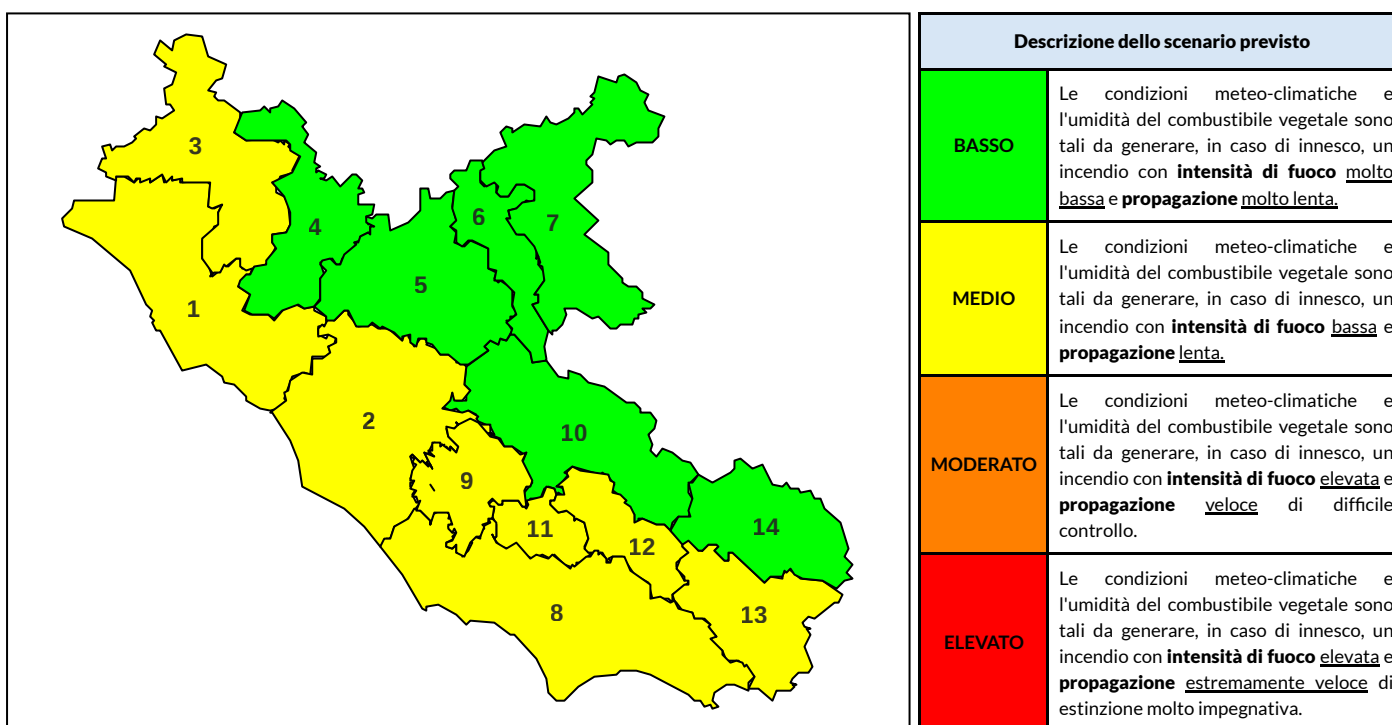 3
4
6
7
5
1
2
10
9
11
12
14
8
13
Descrizione dello scenario previsto
BASSO
Le condizioni meteo-climatiche e
l'umidità del combustibile vegetale sono
tali da generare, in caso di innesco, un
incendio con intensità di fuoco molto
bassa e propagazione molto lenta.
MEDIO
Le condizioni meteo-climatiche e
l'umidità del combustibile vegetale sono
tali da generare, in caso di innesco, un
incendio con intensità di fuoco bassa e
propagazione lenta.
MODERATO
Le condizioni meteo-climatiche e
l'umidità del combustibile vegetale sono
tali da generare, in caso di innesco, un
incendio con intensità di fuoco elevata e
propagazione veloce di difficile
controllo.
ELEVATO
Le condizioni meteo-climatiche e
l'umidità del combustibile vegetale sono
tali da generare, in caso di innesco, un
incendio con intensità di fuoco elevata e
propagazione estremamente veloce di
estinzione molto impegnativa.